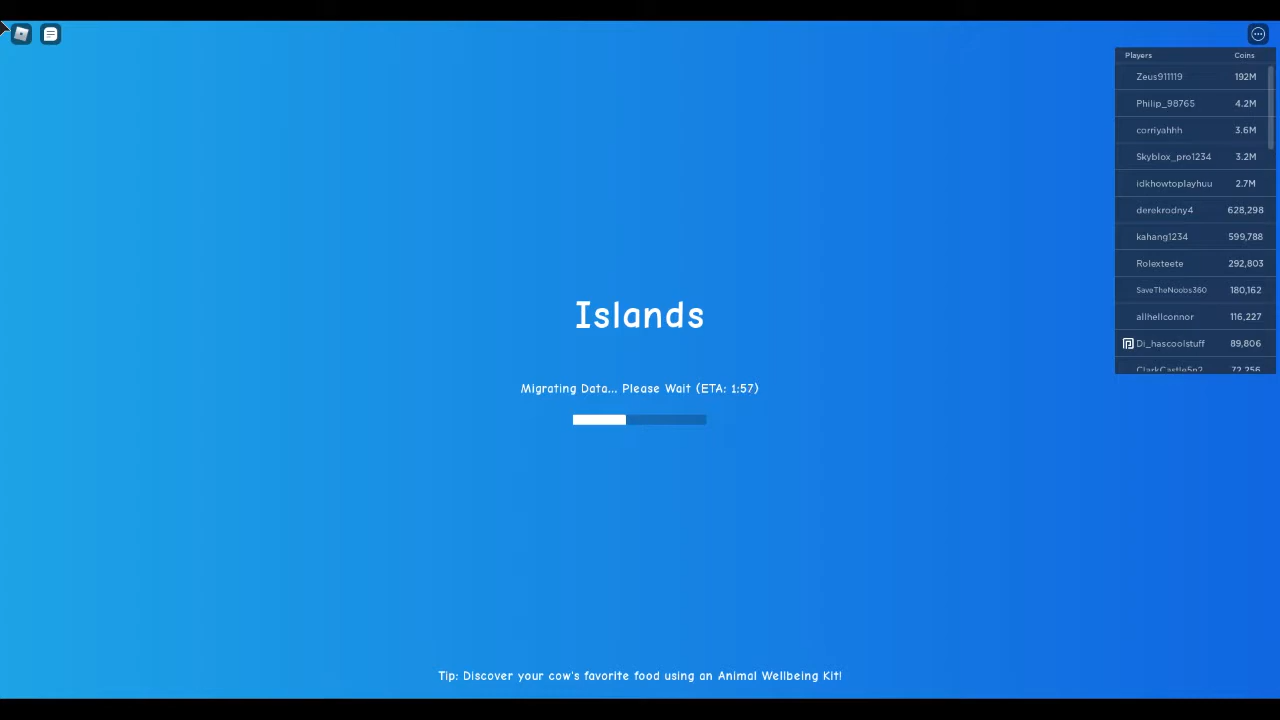 Players Coins
Zeus911119 192M
Philip_98765 4.2M
corriyahhh 3.6M
Skyblox_pro1234 3.2M
idkhowtoplayhuu 2.7M
derekrodny4 628,298
kahang1234 599,788
Rolexteete 292,803
SaveTheNoobs360 180,162
allhellconnor 116,227
Di_hascoolstuff 89,806
Islands
Migrating Data... Please Wait (ETA: 1:57)
Tip: Discover your cow's favorite food using an Animal Wellbeing Kit!